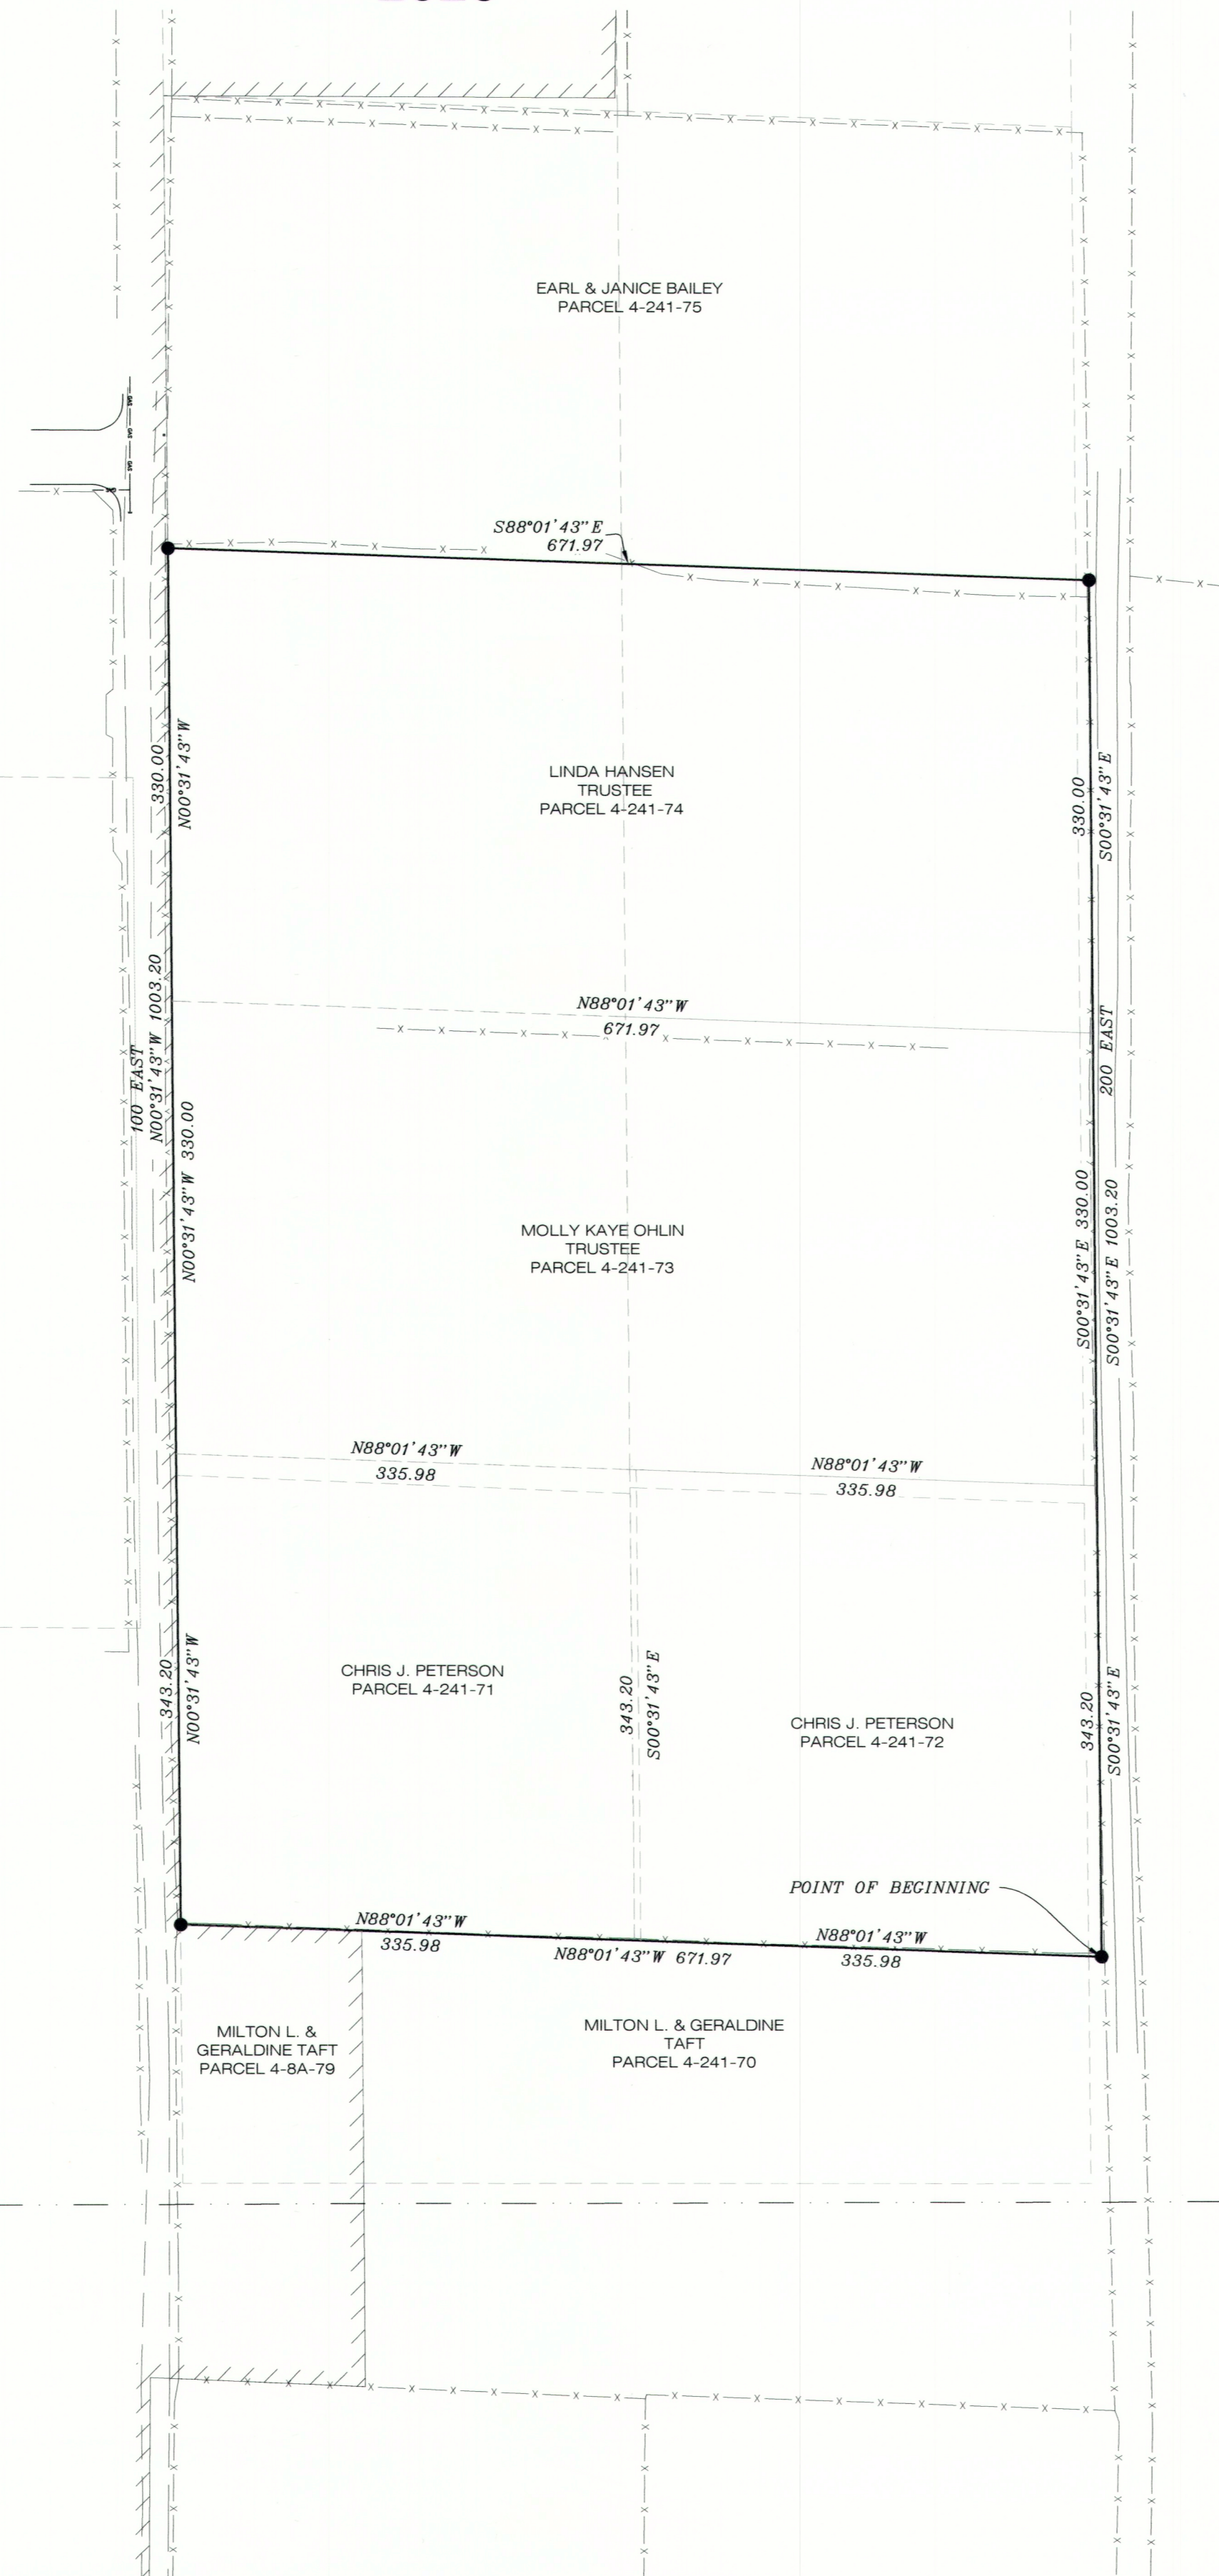 EARL & JANICE BAILEY
PARCEL 4-241-75
GAS
GAS
GAS
S88°01'43"E
671.97
330.00
N00°31'43"W
LINDA HANSEN
TRUSTEE
PARCEL 4-241-74
330.00
S00°31'43"E
N88°01'43"W
671.97
100 EAST
N00°31'43"W 1003.20
200 EAST
N00°31'43"W 330.00
MOLLY KAYE OHLIN
TRUSTEE
PARCEL 4-241-73
S00°31'43"E 330.00
S00°31'43"E 1003.20
N88°01'43"W
335.98
N88°01'43"W
335.98
343.20
N00°31'43"W
CHRIS J. PETERSON
PARCEL 4-241-71
343.20
S00°31'43"E
CHRIS J. PETERSON
PARCEL 4-241-72
343.20
S00°31'43"E
POINT OF BEGINNING
N88°01'43"W
335.98
N88°01'43"W 671.97
N88°01'43"W
335.98
MILTON L. &
GERALDINE TAFT
PARCEL 4-8A-79
MILTON L. & GERALDINE
TAFT
PARCEL 4-241-70